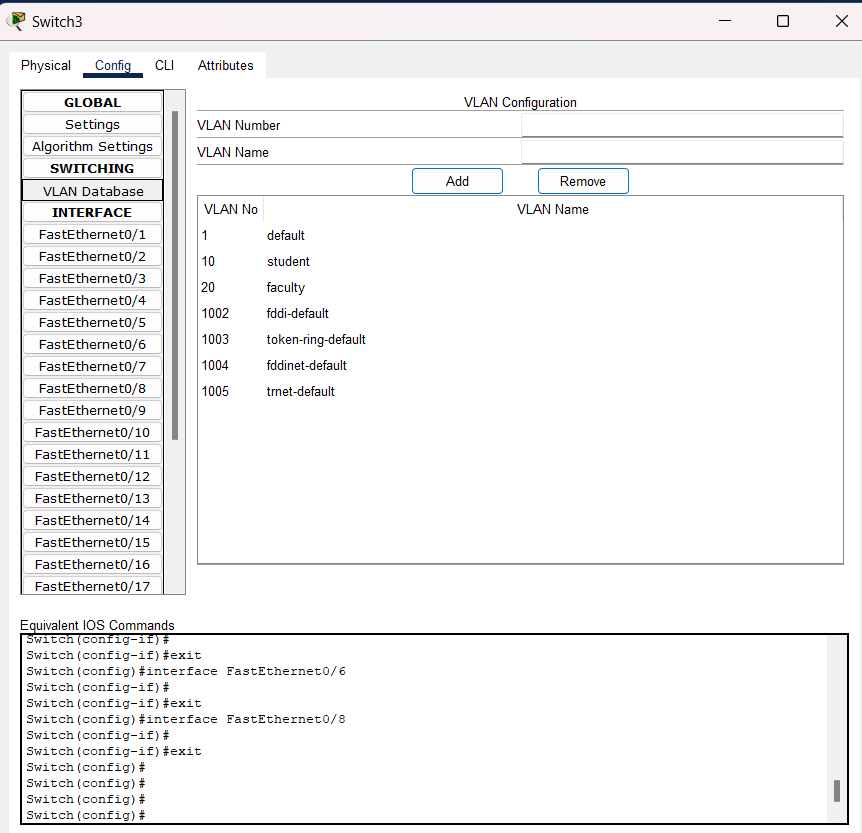 Switch3
Physical Config CLI Attributes
GLOBAL
Settings
Algorithm Settings
SWITCHING
VLAN Database
INTERFACE
FastEthernet0/1
FastEthernet0/2
FastEthernet0/3
FastEthernet0/4
FastEthernet0/5
FastEthernet0/6
FastEthernet0/7
FastEthernet0/8
FastEthernet0/9
FastEthernet0/10
FastEthernet0/11
FastEthernet0/12
FastEthernet0/13
FastEthernet0/14
FastEthernet0/15
FastEthernet0/16
FastEthernet0/17
VLAN Configuration
VLAN Number
VLAN Name
Add Remove
VLAN No VLAN Name
1 default
10 student
20 faculty
1002 fddi-default
1003 token-ring-default
1004 fddinet-default
1005 trnet-default
Equivalent IOS Commands
Switch(config-if)#
Switch(config-if)#exit
Switch(config)#interface FastEthernet0/6
Switch(config-if)#
Switch(config-if)#exit
Switch(config)#interface FastEthernet0/8
Switch(config-if)#
Switch(config-if)#exit
Switch(config)#
Switch(config)#
Switch(config)#
Switch(config)#